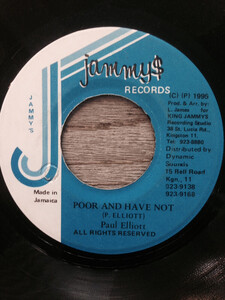 jammy$
RECORDS
JAMMY'S
(C) (P) 1995
Prod. & Arr. by:
L. James for
KING JAMMYS
Recording Studio
38 St. Lucia Rd.,
Kingston 11.
Distributed by
Dynamic
Sounds
15 Bell Road
Kgn., 11
923-9138
923-9168
Made in
Jamaica
POOR AND HAVE NOT
(P. ELLIOTT)
Paul Elliott
ALL RIGHTS RESERVED